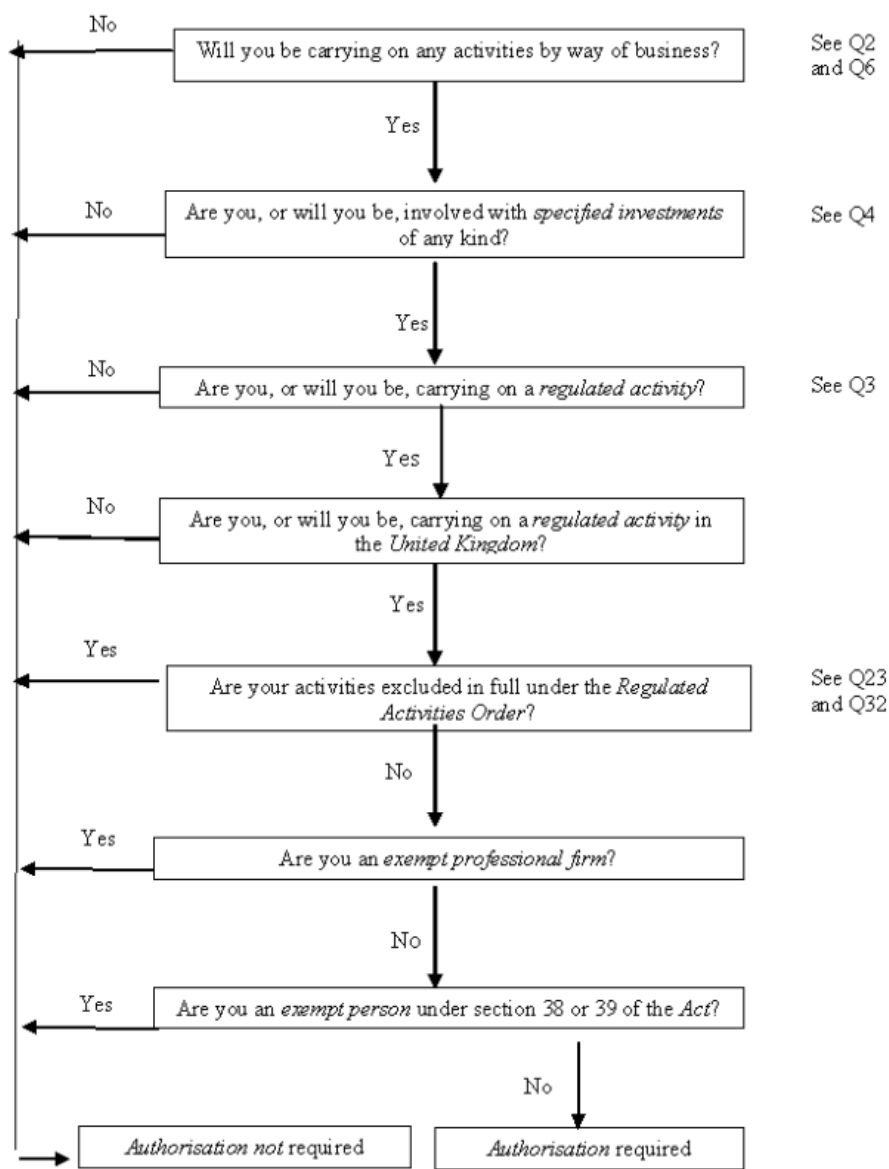 No
Will you be carrying on any activities by way of business?
See Q2
and Q6
Yes
No
Are you, or will you be, involved with specified investments
of any kind?
See Q4
Yes
No
Are you, or will you be, carrying on a regulated activity?
See Q3
Yes
No
Are you, or will you be, carrying on a regulated activity in
the United Kingdom?
Yes
Yes
Are your activities excluded in full under the Regulated
Activities Order?
See Q23
and Q32
No
Yes
Are you an exempt professional firm?
No
Yes
Are you an exempt person under section 38 or 39 of the Act?
No
Authorisation not required
Authorisation required